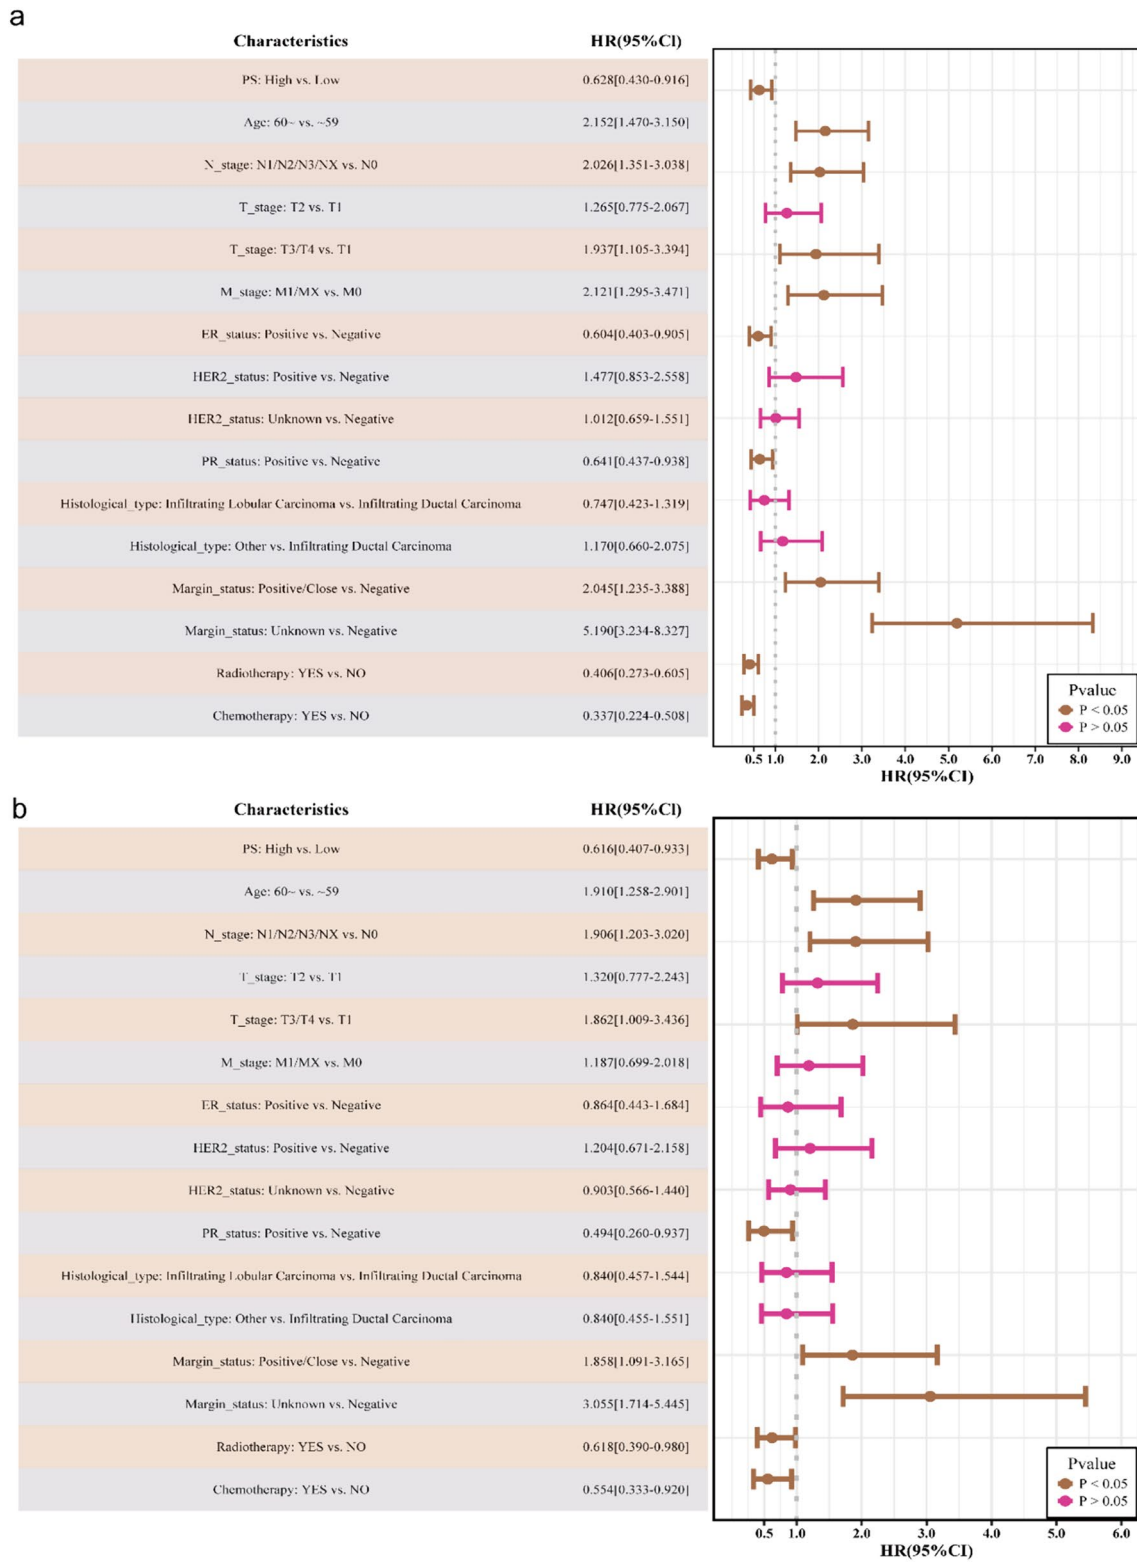 a
Characteristics HR(95%CI)
PS: High vs. Low 0.628[0.430-0.916]
Age: 60~ vs. ~59 2.152[1.470-3.150]
N_stage: N1/N2/N3/NX vs. N0 2.026[1.351-3.038]
T_stage: T2 vs. T1 1.265[0.775-2.067]
T_stage: T3/T4 vs. T1 1.937[1.105-3.394]
M_stage: M1/MX vs. M0 2.121[1.295-3.471]
ER_status: Positive vs. Negative 0.604[0.403-0.905]
HER2_status: Positive vs. Negative 1.477[0.853-2.558]
HER2_status: Unknown vs. Negative 1.012[0.659-1.551]
PR_status: Positive vs. Negative 0.641[0.437-0.938]
Histological_type: Infiltrating Lobular Carcinoma vs. Infiltrating Ductal Carcinoma 0.747[0.423-1.319]
Histological_type: Other vs. Infiltrating Ductal Carcinoma 1.170[0.660-2.075]
Margin_status: Positive/Close vs. Negative 2.045[1.235-3.388]
Margin_status: Unknown vs. Negative 5.190[3.234-8.327]
Radiotherapy: YES vs. NO 0.406[0.273-0.605]
Chemotherapy: YES vs. NO 0.337[0.224-0.508]
Pvalue
P < 0.05
P > 0.05
0.5 1.0 2.0 3.0 4.0 5.0 6.0 7.0 8.0 9.0
HR(95%CI)
b
Characteristics HR(95%CI)
PS: High vs. Low 0.616[0.407-0.933]
Age: 60~ vs. ~59 1.910[1.258-2.901]
N_stage: N1/N2/N3/NX vs. N0 1.906[1.203-3.020]
T_stage: T2 vs. T1 1.320[0.777-2.243]
T_stage: T3/T4 vs. T1 1.862[1.009-3.436]
M_stage: M1/MX vs. M0 1.187[0.699-2.018]
ER_status: Positive vs. Negative 0.864[0.443-1.684]
HER2_status: Positive vs. Negative 1.204[0.671-2.158]
HER2_status: Unknown vs. Negative 0.903[0.566-1.440]
PR_status: Positive vs. Negative 0.494[0.260-0.937]
Histological_type: Infiltrating Lobular Carcinoma vs. Infiltrating Ductal Carcinoma 0.840[0.457-1.544]
Histological_type: Other vs. Infiltrating Ductal Carcinoma 0.840[0.455-1.551]
Margin_status: Positive/Close vs. Negative 1.858[1.091-3.165]
Margin_status: Unknown vs. Negative 3.055[1.714-5.445]
Radiotherapy: YES vs. NO 0.618[0.390-0.980]
Chemotherapy: YES vs. NO 0.554[0.333-0.920]
Pvalue
P < 0.05
P > 0.05
0.5 1.0 2.0 3.0 4.0 5.0 6.0
HR(95%CI)